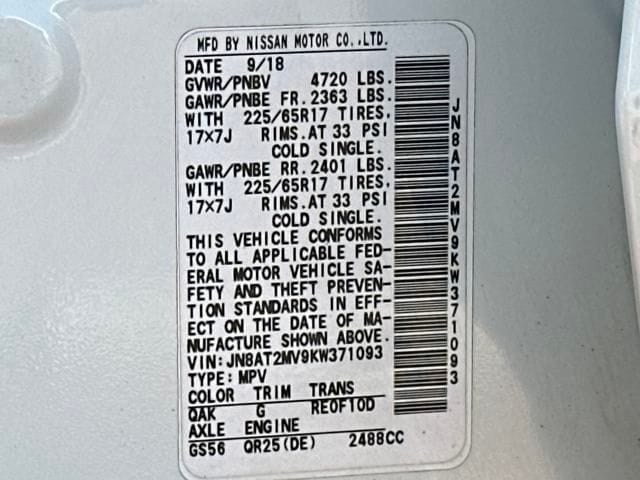 MFD BY NISSAN MOTOR CO.,LTD.
DATE 9/18
GVWR/PNBV 4720 LBS.
GAWR/PNBE FR. 2363 LBS.
WITH 225/65R17 TIRES,
17×7J RIMS. AT 33 PSI
COLD SINGLE.
GAWR/PNBE RR. 2401 LBS.
WITH 225/65R17 TIRES,
17×7J RIMS. AT 33 PSI
COLD SINGLE.
THIS VEHICLE CONFORMS
TO ALL APPLICABLE FED-
ERAL MOTOR VEHICLE SA-
FETY AND THEFT PREVEN-
TION STANDARDS IN EFF-
ECT ON THE DATE OF MA-
NUFACTURE SHOWN ABOVE.
VIN: JN8AT2MV9KW371093
TYPE: MPV
COLOR TRIM TRANS
QAK G RE0F10D
AXLE ENGINE
GS56 QR25(DE) 2488CC
JN8AT2MV9KW371093